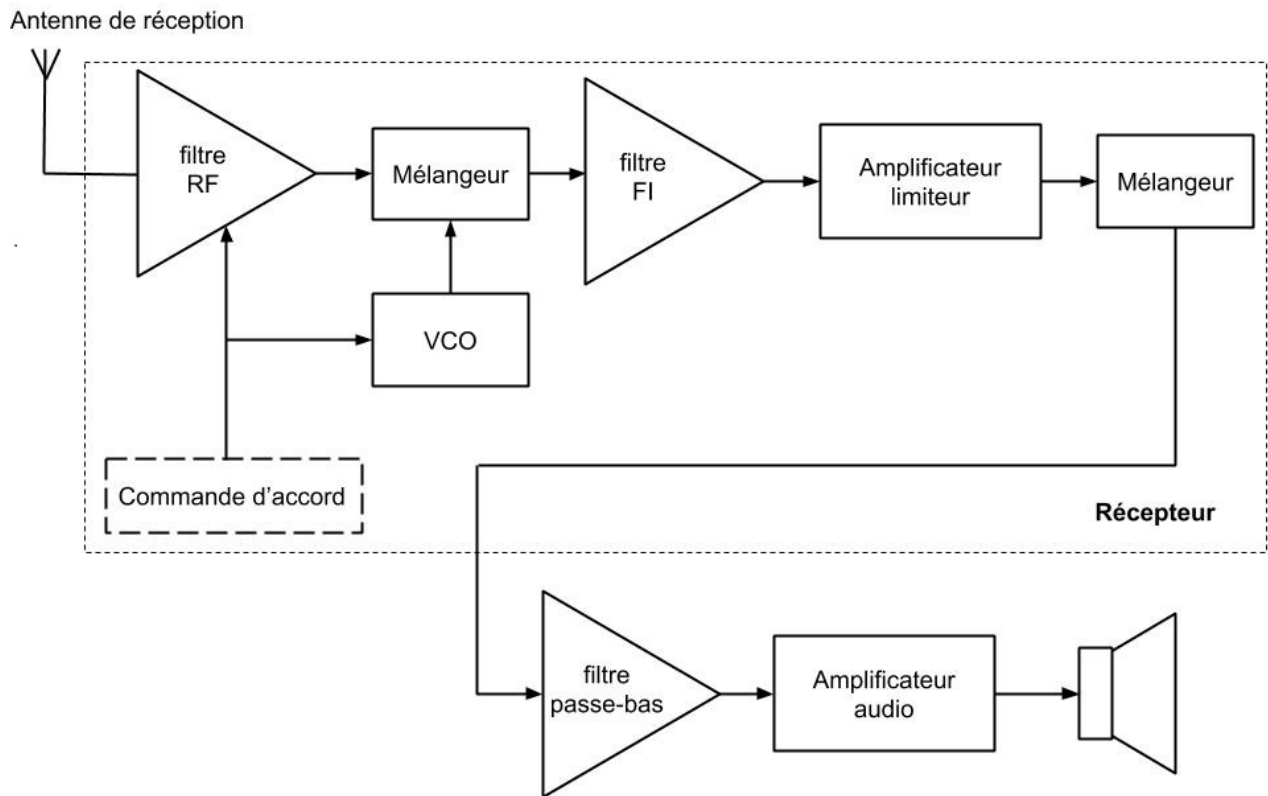 Antenne de réception
filtre
RF
Mélangeur
filtre
FI
Amplificateur
limiteur
Mélangeur
VCO
Commande d’accord
Récepteur
filtre
passe-bas
Amplificateur
audio